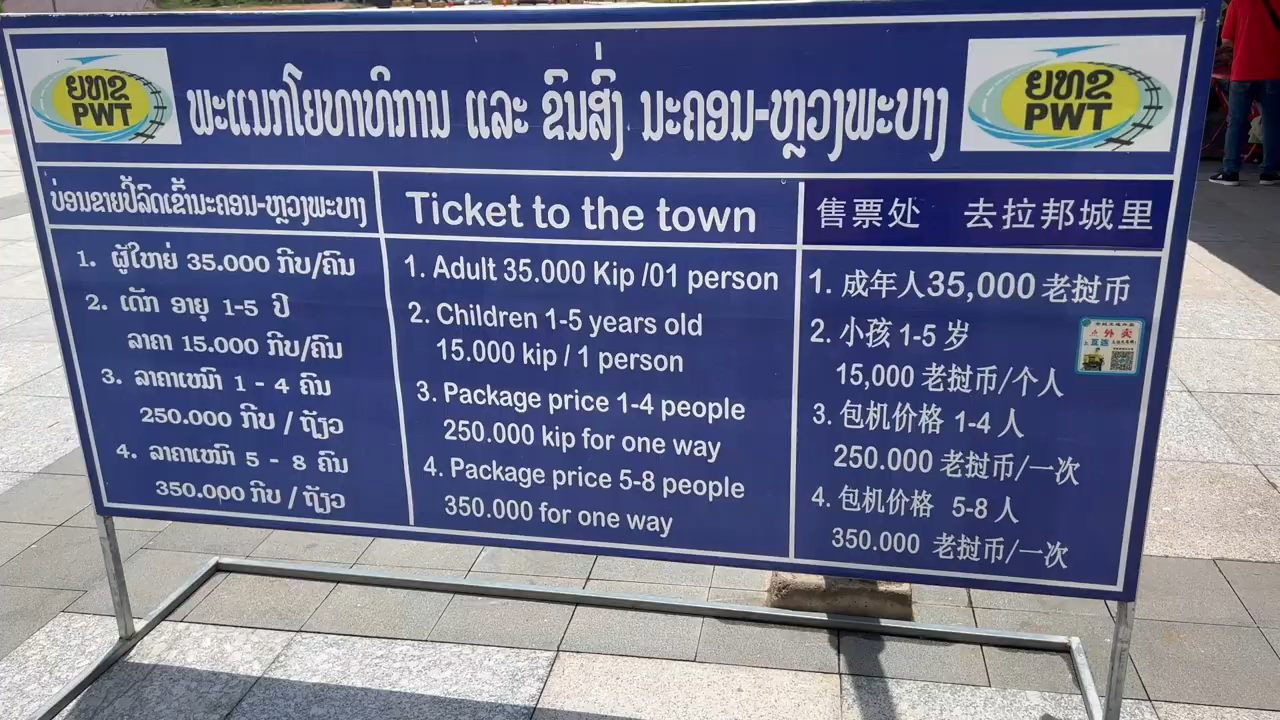 ຍທຂ
PWT
ພະແນກໂຍທາທິການ ແລະ ຂົນສົ່ງ ນະຄອນ-ຫຼວງພະບາງ
ຍທຂ
PWT
ບ່ອນຂາຍປີ້ລົດເຂົ້ານະຄອນ-ຫຼວງພະບາງ
1. ຜູ້ໃຫຍ່ 35.000 ກີບ/ຄົນ
2. ເດັກ ອາຍຸ 1-5 ປີ
ລາຄາ 15.000 ກີບ/ຄົນ
3. ລາຄາເໝົາ 1 - 4 ຄົນ
250.000 ກີບ / ຖ້ຽວ
4. ລາຄາເໝົາ 5 - 8 ຄົນ
350.000 ກີບ / ຖ້ຽວ
Ticket to the town
1. Adult 35.000 Kip /01 person
2. Children 1-5 years old
15.000 kip / 1 person
3. Package price 1-4 people
250.000 kip for one way
4. Package price 5-8 people
350.000 for one way
售票处 去拉邦城里
1. 成年人35,000 老挝币
2. 小孩 1-5 岁
15,000 老挝币/个人
3. 包机价格 1-4 人
250.000 老挝币/一次
4. 包机价格 5-8 人
350.000 老挝币/一次
点外卖